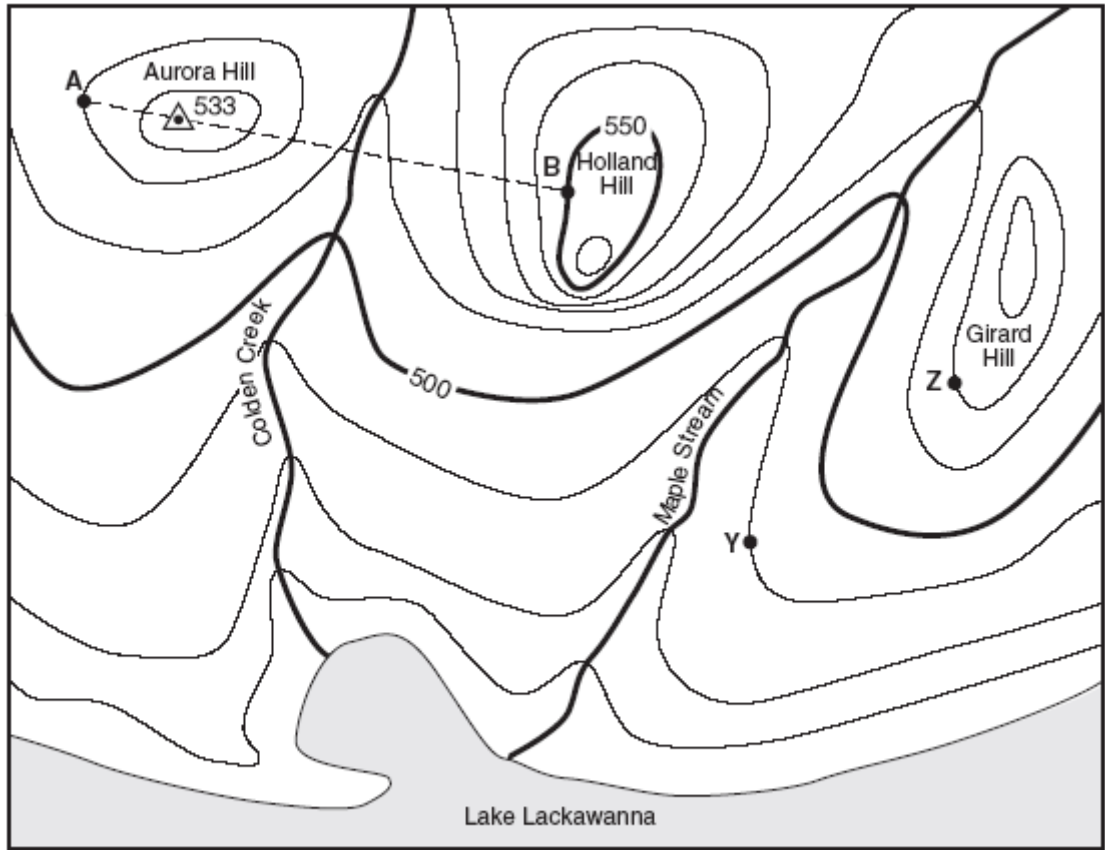 A
Aurora Hill
533
550
B
Holland
Hill
Colden Creek
500
Girard
Hill
Z
Maple Stream
Y
Lake Lackawanna